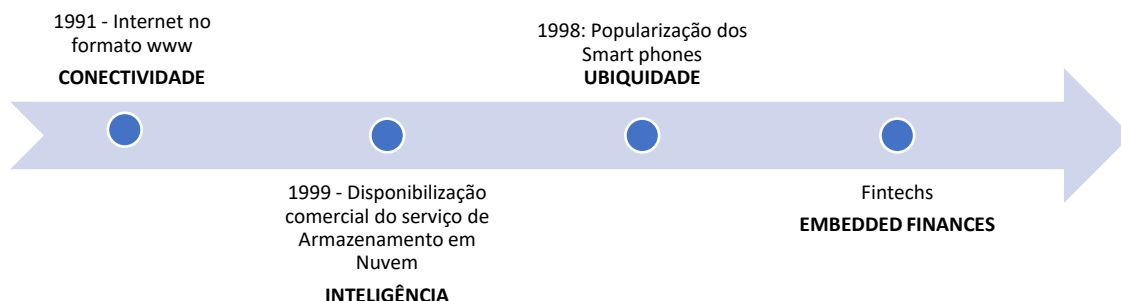 1991 - Internet no
formato www
CONECTIVIDADE
1999 - Disponibilização
comercial do serviço de
Armazenamento em
Nuvem
INTELIGÊNCIA
1998: Popularização dos
Smart phones
UBIQUIDADE
Fintechs
EMBEDDED FINANCES